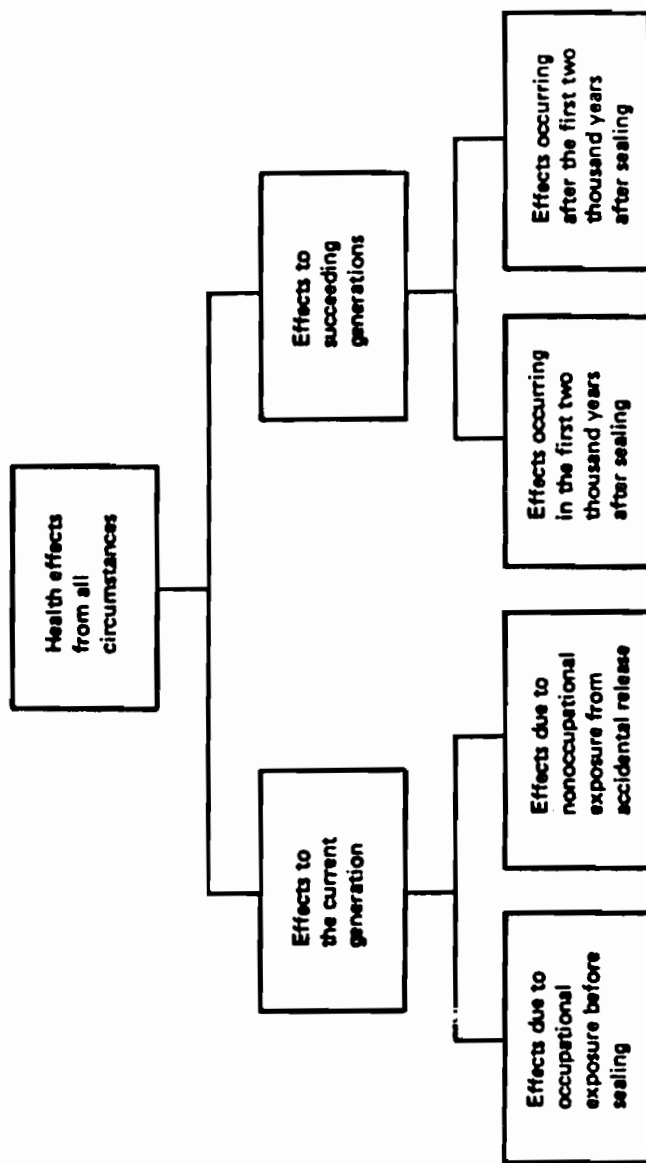 Health effects
from all
circumstances
Effects to
the current
generation
Effects to
succeeding
generations
Effects due to
occupational
exposure before
sealing
Effects due to
nonoccupational
exposure from
accidental release
Effects occurring
in the first two
thousand years
after sealing
Effects occurring
after the first two
thousand years
after sealing